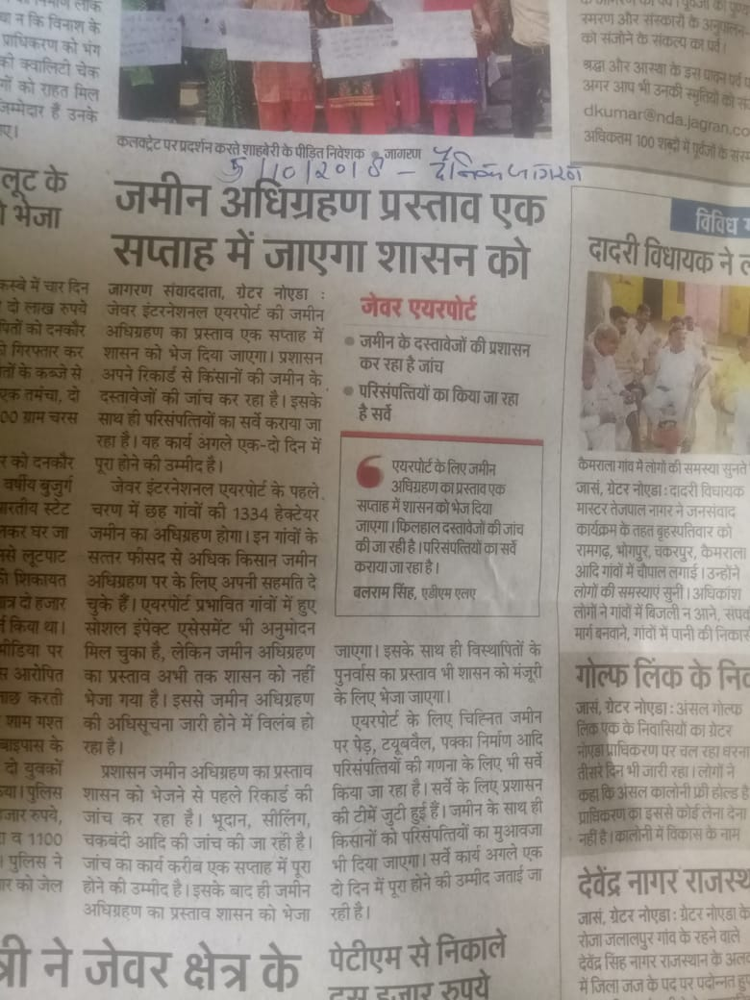 या न कि विनाश के
प्राधिकरण को भंग
की क्वालिटी चेक
गों को राहत मिल
जिम्मेदार हैं उनके
ए।
कलक्ट्रेट पर प्रदर्शन करते शाहबेरी के पीड़ित निवेशक ● जागरण
5/10/2018 – दैनिक जागरण
स्मरण और संस्कारों के अनुपालन-
को संजोने के संकल्प का पर्व।
श्रद्धा और आस्था के इस पावन पर्व प
अगर आप भी उनकी स्मृतियों को सं
dkumar@nda.jagran.co
अधिकतम 100 शब्दों में पूर्वजों के संस्म
लूट के
भेजा
कस्बे में चार दिन
दो लाख रुपये
पितों को दनकौर
गिरफ्तार कर
तों के कब्जे से
एक तमंचा, दो
00 ग्राम चरस
र को दनकौर
वर्षीय बुजुर्ग
भारतीय स्टेट
नकर घर जा
ससे लूटपाट
की शिकायत
मात्र दो हजार
किया था।
मीडिया पर
आरोपित
ताछ करती
शाम गश्त
बाइपास के
दो युवकों
या। पुलिस
हजार रुपये,
व 1100
। पुलिस ने
पर को जेल
जमीन अधिग्रहण प्रस्ताव एक
सप्ताह में जाएगा शासन को
जागरण संवाददाता, ग्रेटर नोएडा :
जेवर इंटरनेशनल एयरपोर्ट की जमीन
अधिग्रहण का प्रस्ताव एक सप्ताह में
शासन को भेज दिया जाएगा। प्रशासन
अपने रिकार्ड से किसानों की जमीन के
दस्तावेजों की जांच कर रहा है। इसके
साथ ही परिसंपत्तियों का सर्वे कराया जा
रहा है। यह कार्य अगले एक-दो दिन में
पूरा होने की उम्मीद है।
जेवर इंटरनेशनल एयरपोर्ट के पहले
चरण में छह गांवों की 1334 हेक्टेयर
जमीन का अधिग्रहण होगा। इन गांवों के
सत्तर फीसद से अधिक किसान जमीन
अधिग्रहण पर के लिए अपनी सहमति दे
चुके हैं। एयरपोर्ट प्रभावित गांवों में हुए
सोशल इंपेक्ट एसेसमेंट भी अनुमोदन
मिल चुका है, लेकिन जमीन अधिग्रहण
का प्रस्ताव अभी तक शासन को नहीं
भेजा गया है। इससे जमीन अधिग्रहण
की अधिसूचना जारी होने में विलंब हो
रहा है।
प्रशासन जमीन अधिग्रहण का प्रस्ताव
शासन को भेजने से पहले रिकार्ड की
जांच कर रहा है। भूदान, सीलिंग,
चकबंदी आदि की जांच की जा रही है।
जांच का कार्य करीब एक सप्ताह में पूरा
होने की उम्मीद है। इसके बाद ही जमीन
अधिग्रहण का प्रस्ताव शासन को भेजा
जेवर एयरपोर्ट
● जमीन के दस्तावेजों की प्रशासन
कर रहा है जांच
● परिसंपत्तियों का किया जा रहा
है सर्वे
एयरपोर्ट के लिए जमीन
अधिग्रहण का प्रस्ताव एक
सप्ताह में शासन को भेज दिया
जाएगा। फिलहाल दस्तावेजों की जांच
की जा रही है। परिसंपत्तियों का सर्वे
कराया जा रहा है।
बलराम सिंह, एडीएम एलए
जाएगा। इसके साथ ही विस्थापितों के
पुनर्वास का प्रस्ताव भी शासन को मंजूरी
के लिए भेजा जाएगा।
एयरपोर्ट के लिए चिह्नित जमीन
पर पेड़, टयूबवैल, पक्का निर्माण आदि
परिसंपत्तियों की गणना के लिए भी सर्वे
किया जा रहा है। सर्वे के लिए प्रशासन
की टीमें जुटी हुई हैं। जमीन के साथ ही
किसानों को परिसंपत्तियों का मुआवजा
भी दिया जाएगा। सर्वे कार्य अगले एक
दो दिन में पूरा होने की उम्मीद जताई जा
रही है।
विविध
दादरी विधायक ने ल
कैमराला गांव में लोगों की समस्या सुनते
जासं, ग्रेटर नोएडा : दादरी विधायक
मास्टर तेजपाल नागर ने जनसंवाद
कार्यक्रम के तहत बृहस्पतिवार को
रामगढ़, भोगपुर, चक्रपुर, कैमराला
आदि गांवों में चौपाल लगाई। उन्होंने
लोगों की समस्याएं सुनी। अधिकांश
लोगों ने गांवों में बिजली न आने, संपर्क
मार्ग बनवाने, गांवों में पानी की निकार
गोल्फ लिंक के निव
जासं, ग्रेटर नोएडा : अंसल गोल्फ
लिंक एक के निवासियों का ग्रेटर
नोएडा प्राधिकरण पर चल रहा धरना
तीसरे दिन भी जारी रहा। लोगों ने
कहा कि अंसल कालोनी फ्री होल्ड है
प्राधिकरण का इससे कोई लेना देना
नहीं है। कालोनी में विकास के नाम
देवेंद्र नागर राजस्थ
जासं, ग्रेटर नोएडा : ग्रेटर नोएडा के
रोजा जलालपुर गांव के रहने वाले
देवेंद्र सिंह नागर राजस्थान के अल
में जिला जज के पद पर पदोन्नत हुए
त्री ने जेवर क्षेत्र के
पेटीएम से निकाले
दस हजार रुपये